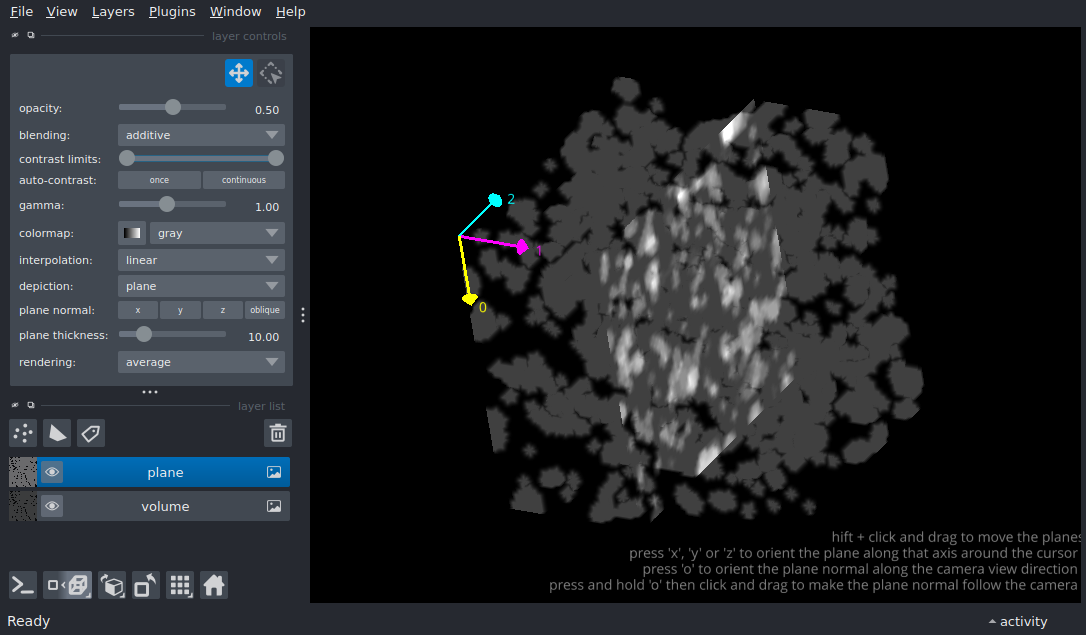 File View Layers Plugins Window Help
layer controls
opacity: 0.50
blending: additive
contrast limits:
auto-contrast: once continuous
gamma: 1.00
colormap: gray
interpolation: linear
depiction: plane
plane normal: x y z oblique
plane thickness: 10.00
rendering: average
layer list
plane
volume
2
1
0
hift + click and drag to move the planes
press 'x', 'y' or 'z' to orient the plane along that axis around the cursor
press 'o' to orient the plane normal along the camera view direction
press and hold 'o' then click and drag to make the plane normal follow the camera
Ready
activity